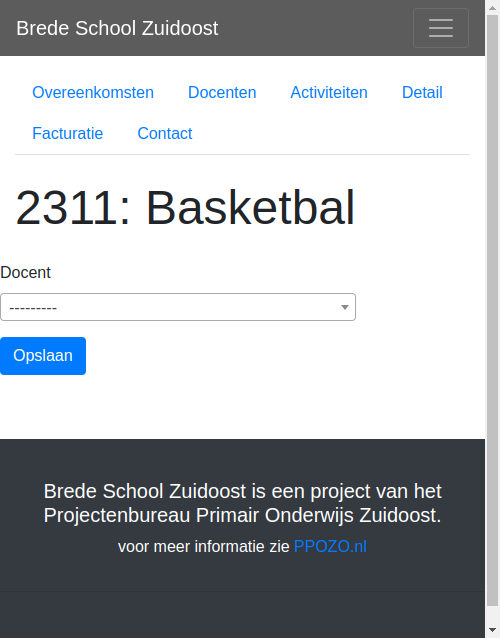 Brede School Zuidoost
Overeenkomsten Docenten Activiteiten Detail
Facturatie Contact
2311: Basketbal
Docent
---------
Opslaan
Brede School Zuidoost is een project van het
Projectenbureau Primair Onderwijs Zuidoost.
voor meer informatie zie PPOZO.nl